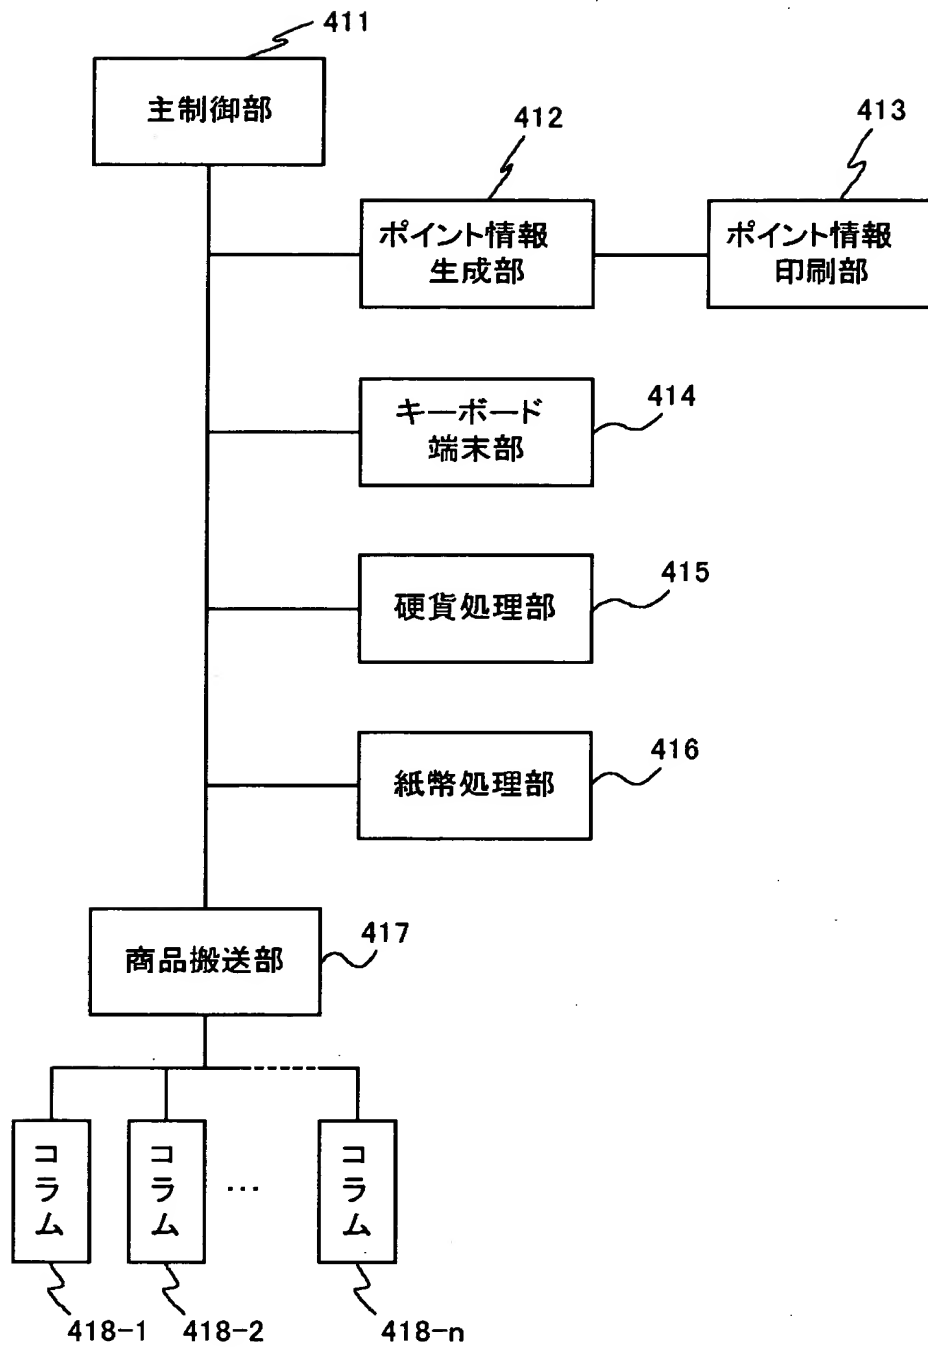 411
主制御部
412
413
ポイント情報
生成部
ポイント情報
印刷部
キーボード
端末部
414
硬貨処理部
415
紙幣処理部
416
商品搬送部
417
コラム
コラム
…
コラム
418-1
418-2
418-n